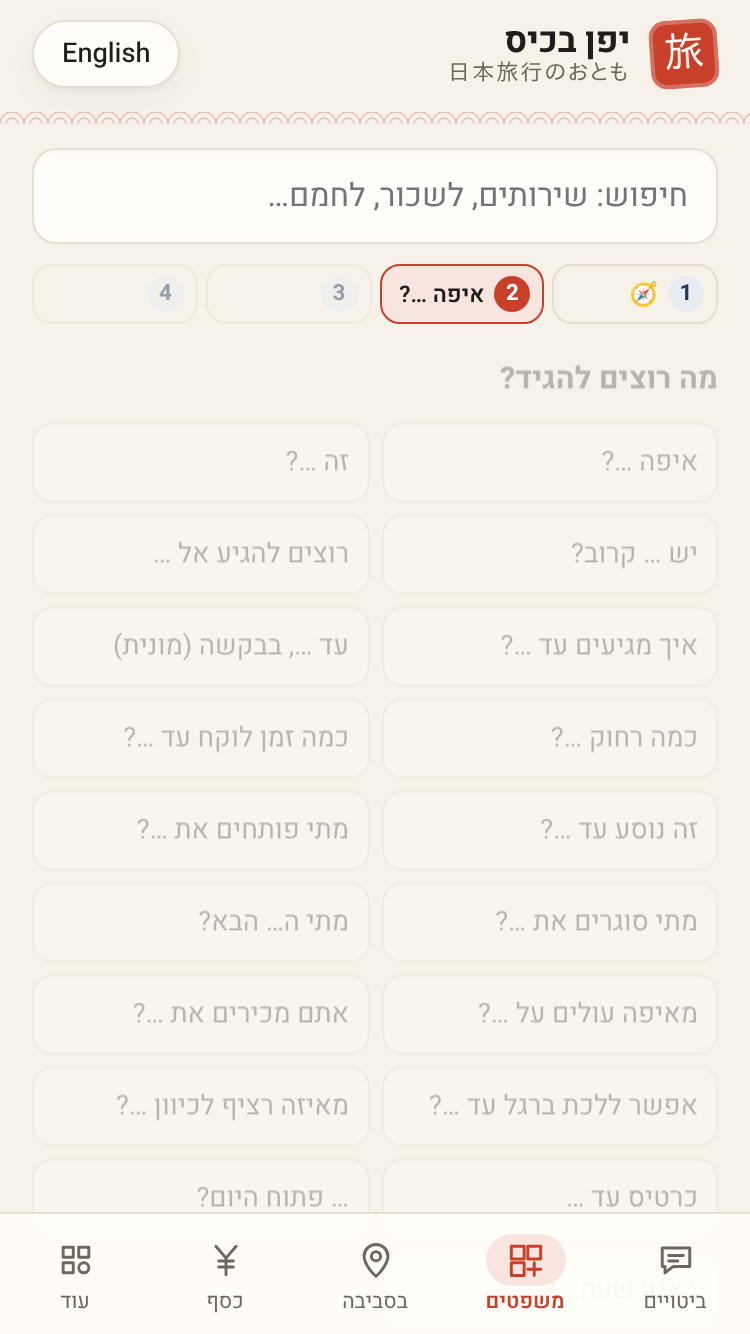 יפן בכיס
日本旅行のおとも
旅
English
חיפוש: שירותים, לשכור, לחמם...
1 🧭
2 איפה ...?
3
4
מה רוצים להגיד?
איפה ...?
זה ...?
יש ... קרוב?
רוצים להגיע אל ...
איך מגיעים עד ...?
עד ..., בבקשה (מונית)
כמה רחוק ...?
כמה זמן לוקח עד ...?
זה נוסע עד ...?
מתי פותחים את ...?
מתי סוגרים את ...?
מתי ה... הבא?
מאיפה עולים על ...?
אתם מכירים את ...?
אפשר ללכת ברגל עד ...?
מאיזה רציף לכיוון ...?
כרטיס עד ...
... פתוח היום?
ביטויים
משפטים
בסביבה
כסף
עוד